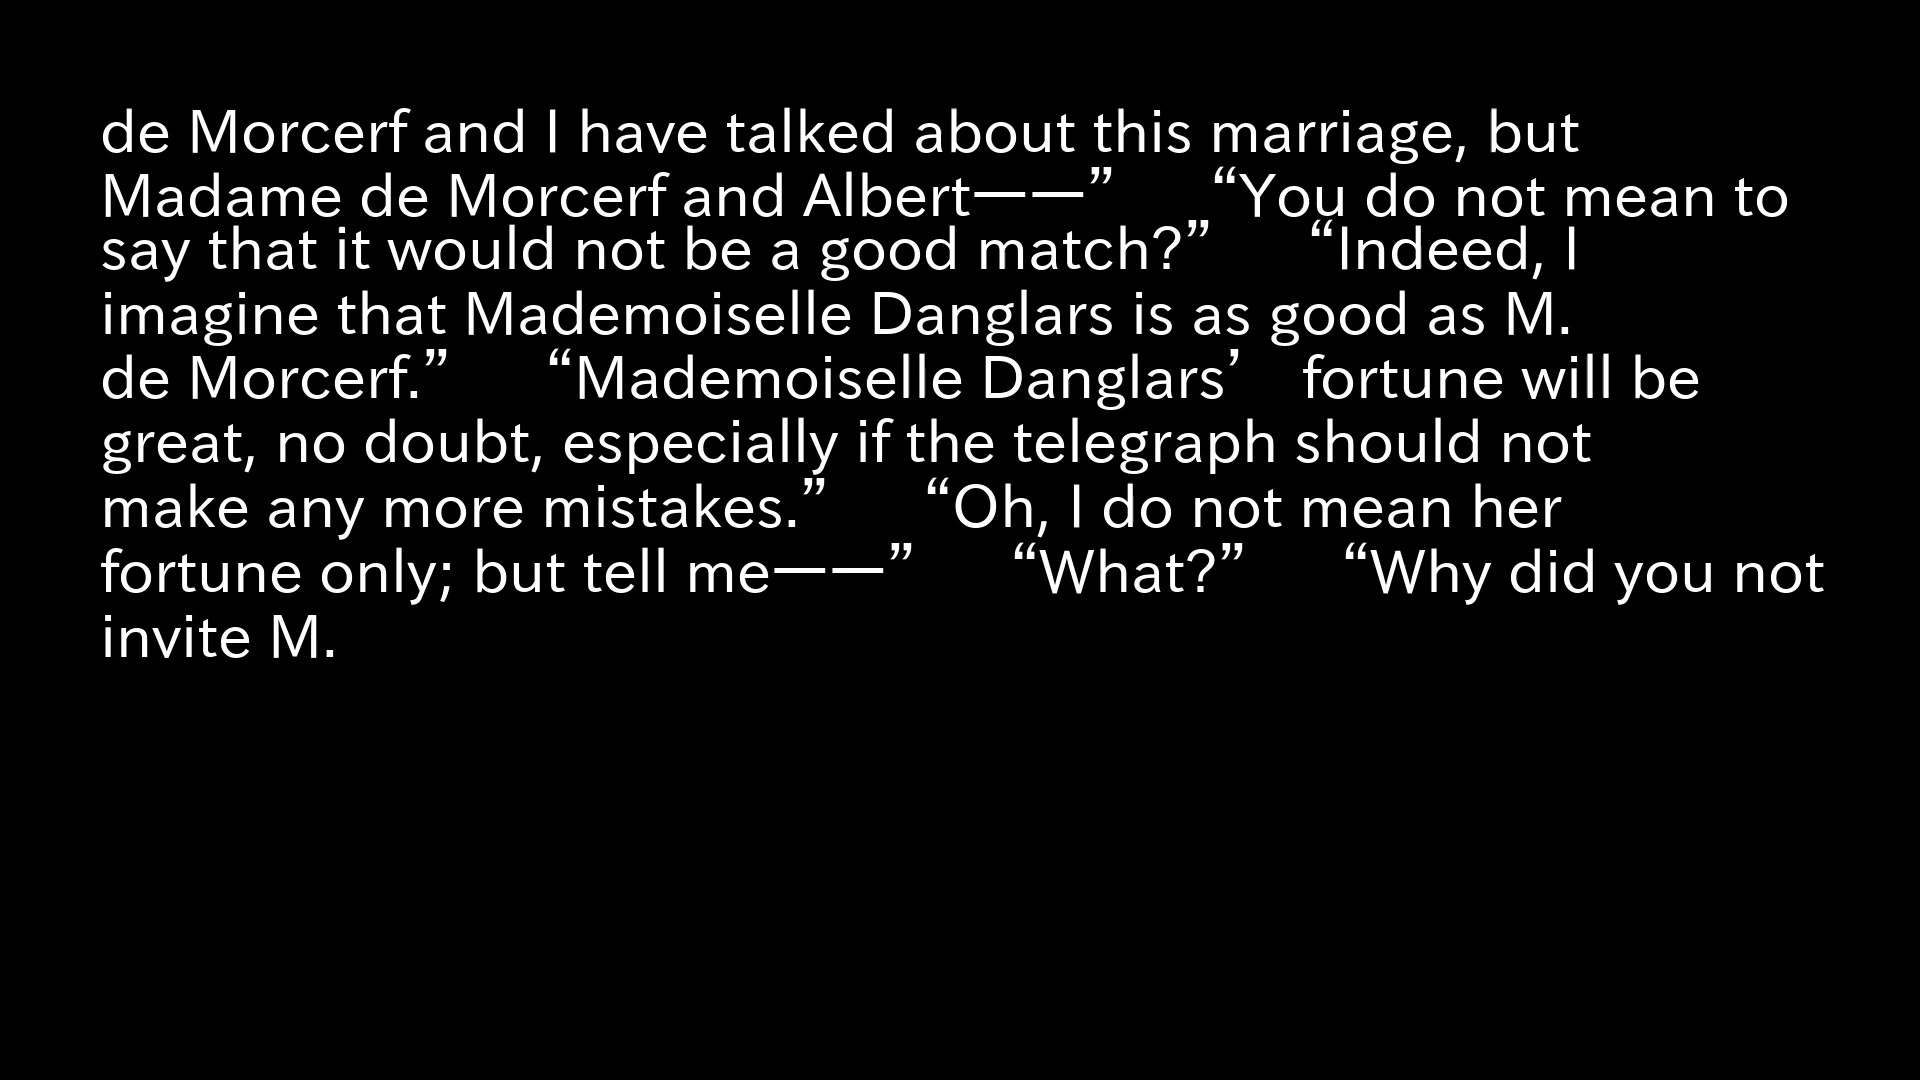 de Morcerf and I have talked about this marriage, but
Madame de Morcerf and Albert——” “You do not mean to
say that it would not be a good match?” “Indeed, I
imagine that Mademoiselle Danglars is as good as M.
de Morcerf.” “Mademoiselle Danglars’ fortune will be
great, no doubt, especially if the telegraph should not
make any more mistakes.” “Oh, I do not mean her
fortune only; but tell me——” “What?” “Why did you not
invite M.